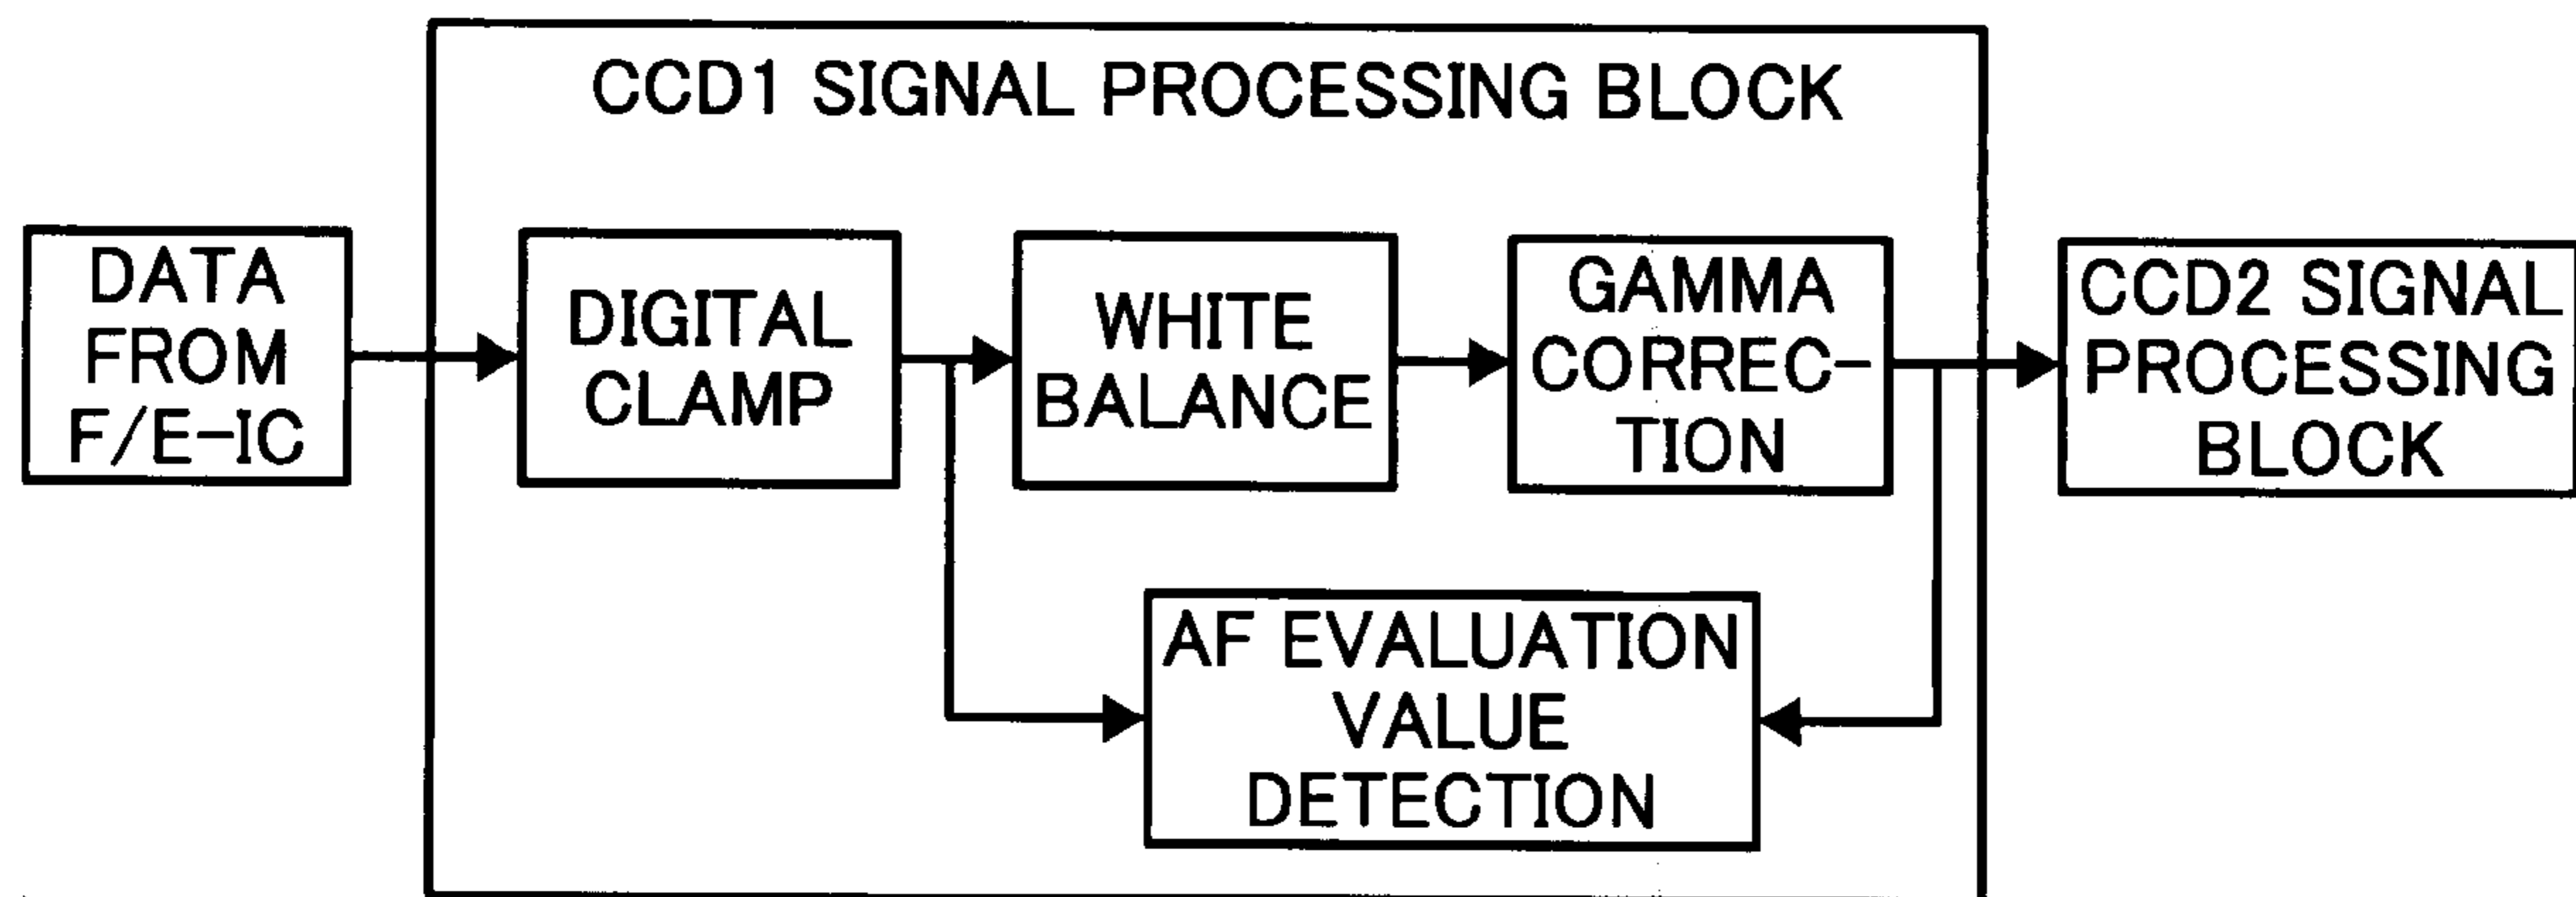 CCD1 SIGNAL PROCESSING BLOCK
DATA
FROM
F/E-IC
DIGITAL
CLAMP
WHITE
BALANCE
GAMMA
CORREC-
TION
CCD2 SIGNAL
PROCESSING
BLOCK
AF EVALUATION
VALUE
DETECTION